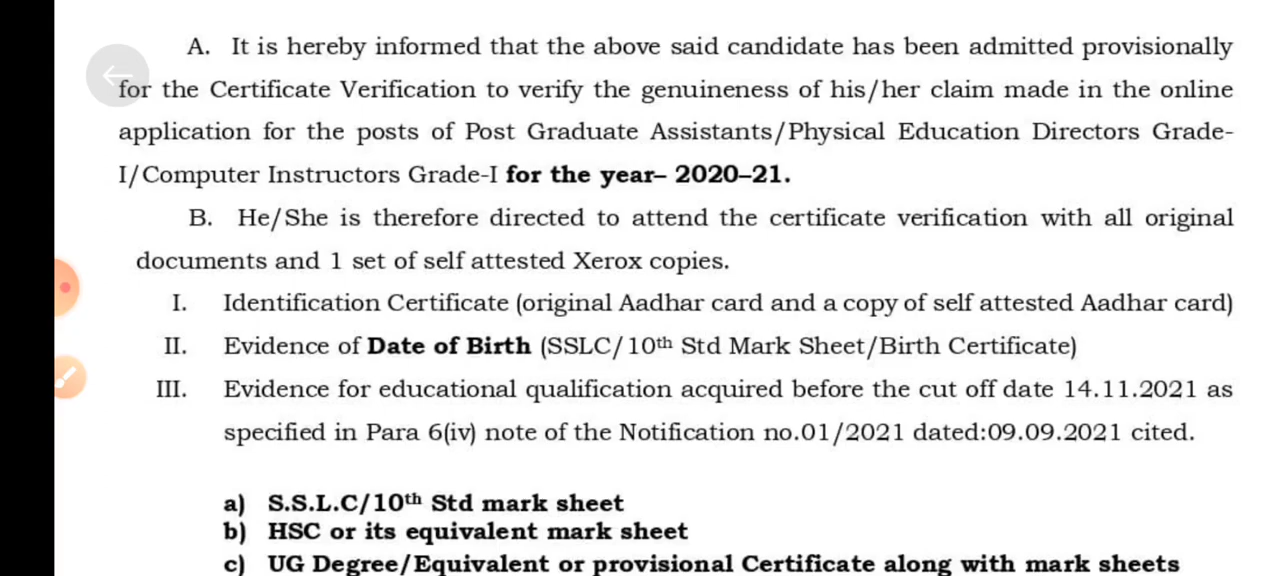 A. It is hereby informed that the above said candidate has been admitted provisionally
for the Certificate Verification to verify the genuineness of his/her claim made in the online
application for the posts of Post Graduate Assistants/Physical Education Directors Grade-
I/Computer Instructors Grade-I for the year– 2020–21.
B. He/She is therefore directed to attend the certificate verification with all original
documents and 1 set of self attested Xerox copies.
I. Identification Certificate (original Aadhar card and a copy of self attested Aadhar card)
II. Evidence of Date of Birth (SSLC/10th Std Mark Sheet/Birth Certificate)
III. Evidence for educational qualification acquired before the cut off date 14.11.2021 as
specified in Para 6(iv) note of the Notification no.01/2021 dated:09.09.2021 cited.
a) S.S.L.C/10th Std mark sheet
b) HSC or its equivalent mark sheet
c) UG Degree/Equivalent or provisional Certificate along with mark sheets